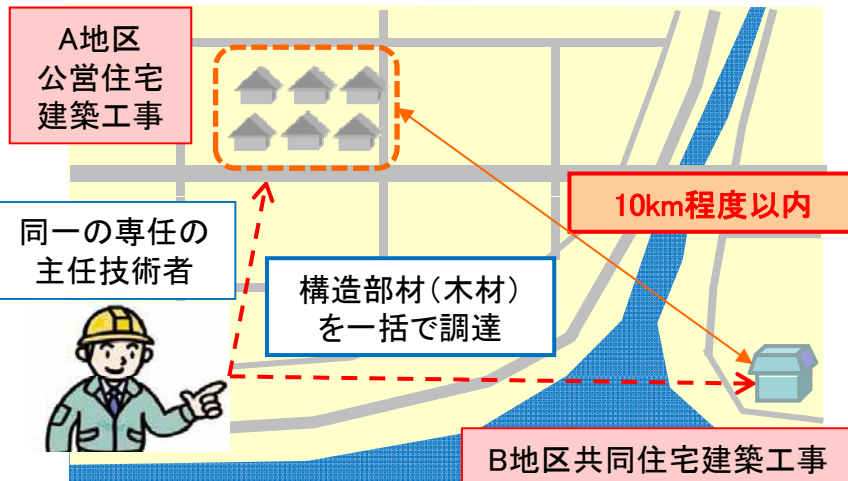 A地区
公営住宅
建築工事
同一の専任の
主任技術者
構造部材(木材)
を一括で調達
10km程度以内
B地区共同住宅建築工事